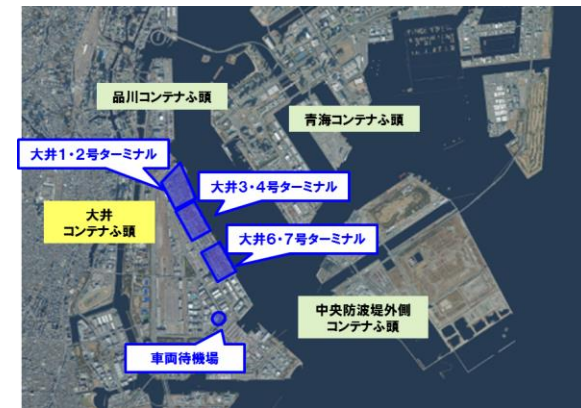 品川コンテナふ頭
青海コンテナふ頭
大井1・2号ターミナル
大井3・4号ターミナル
大井
コンテナふ頭
大井6・7号ターミナル
中央防波堤外側
コンテナふ頭
車両待機場